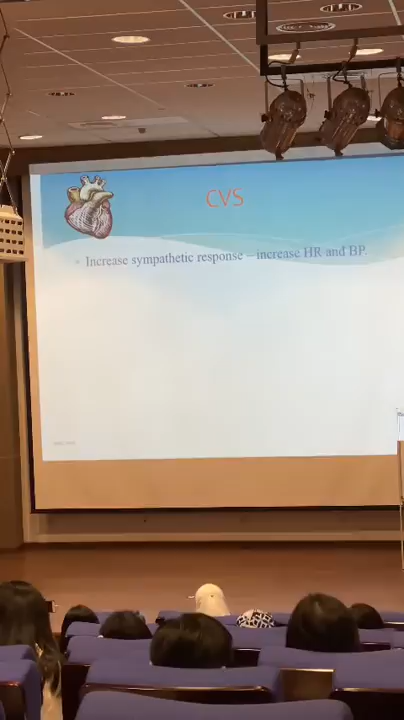 CVS
Increase sympathetic response – increase HR and BP.